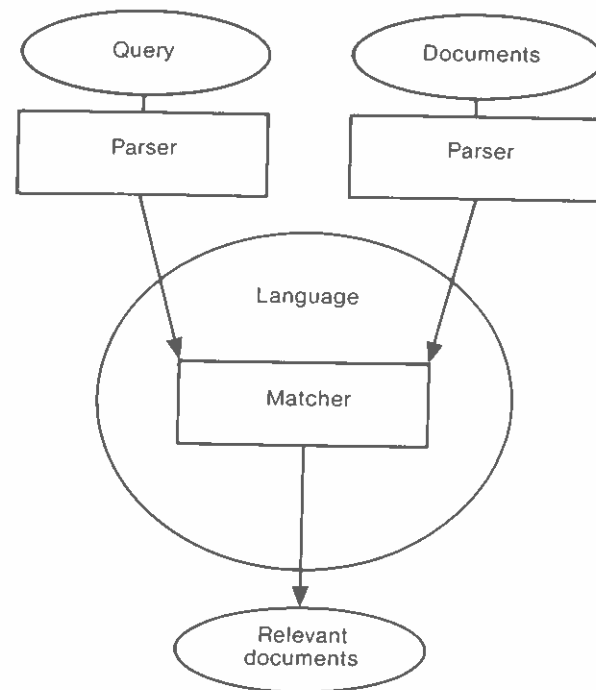 Query
Documents
Parser
Parser
Language
Matcher
Relevant
documents